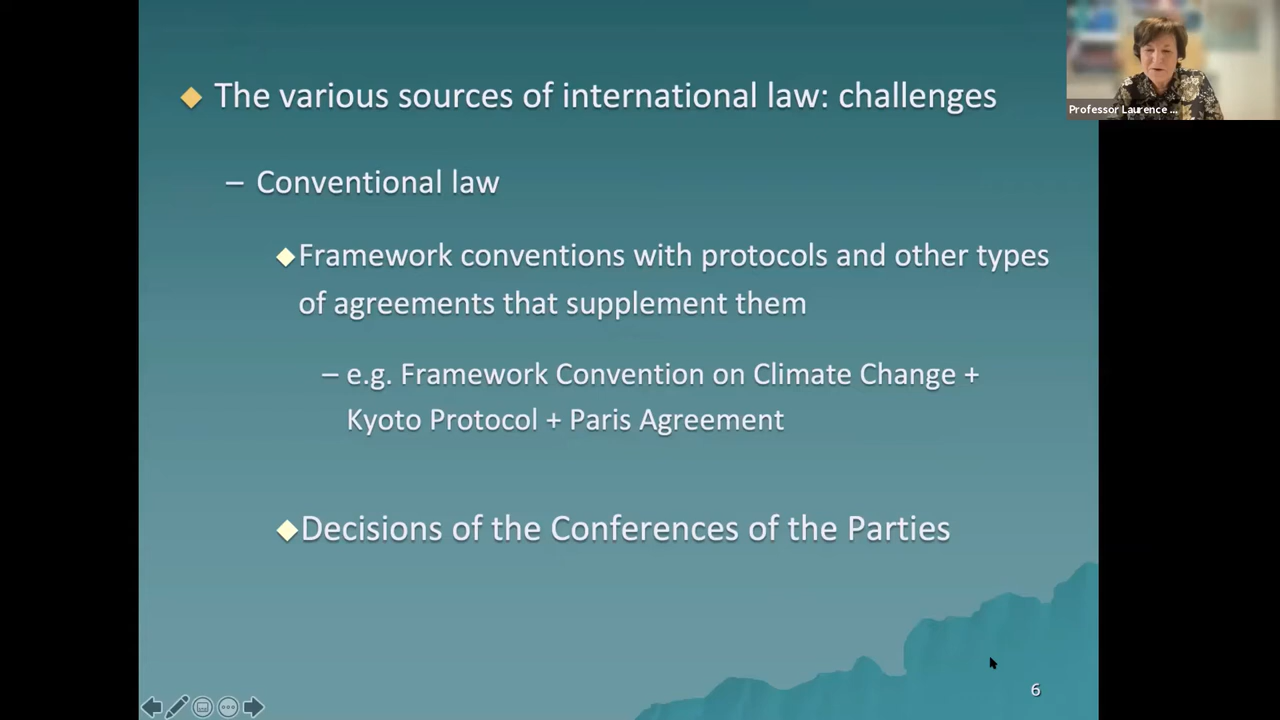 Professor Laurence ...
The various sources of international law: challenges
– Conventional law
Framework conventions with protocols and other types
of agreements that supplement them
– e.g. Framework Convention on Climate Change +
Kyoto Protocol + Paris Agreement
Decisions of the Conferences of the Parties
6